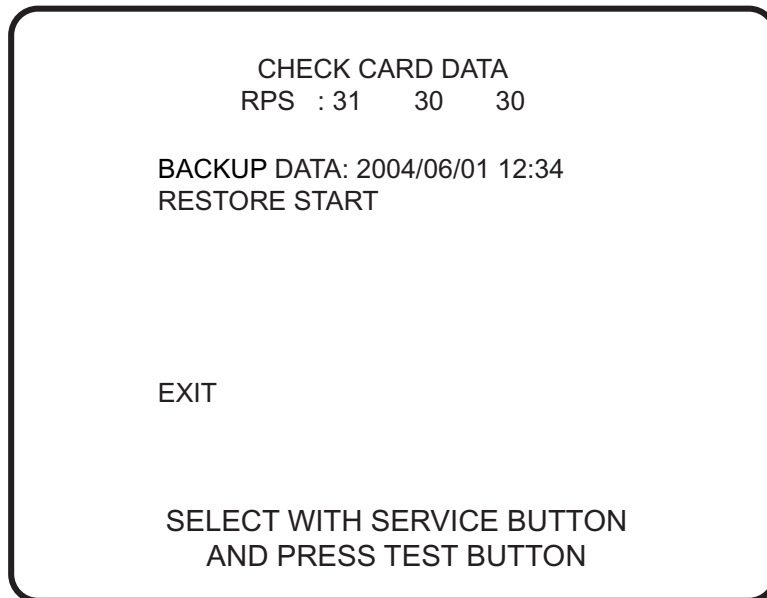 CHECK CARD DATA
RPS : 31 30 30
BACKUP DATA: 2004/06/01 12:34
RESTORE START
EXIT
SELECT WITH SERVICE BUTTON
AND PRESS TEST BUTTON